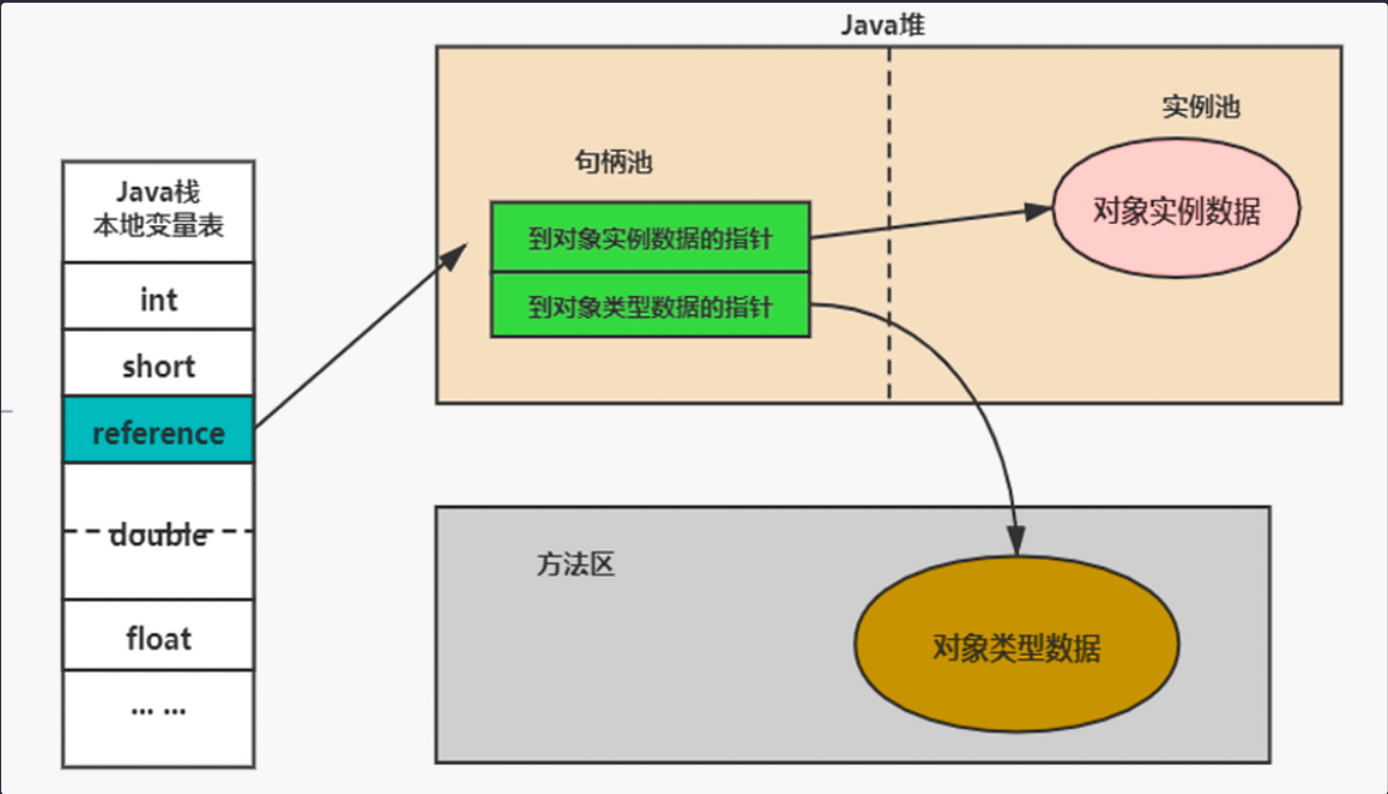 Java堆
实例池
句柄池
到对象实例数据的指针
到对象类型数据的指针
对象实例数据
Java栈
本地变量表
int
short
reference
double
float
... ...
方法区
对象类型数据